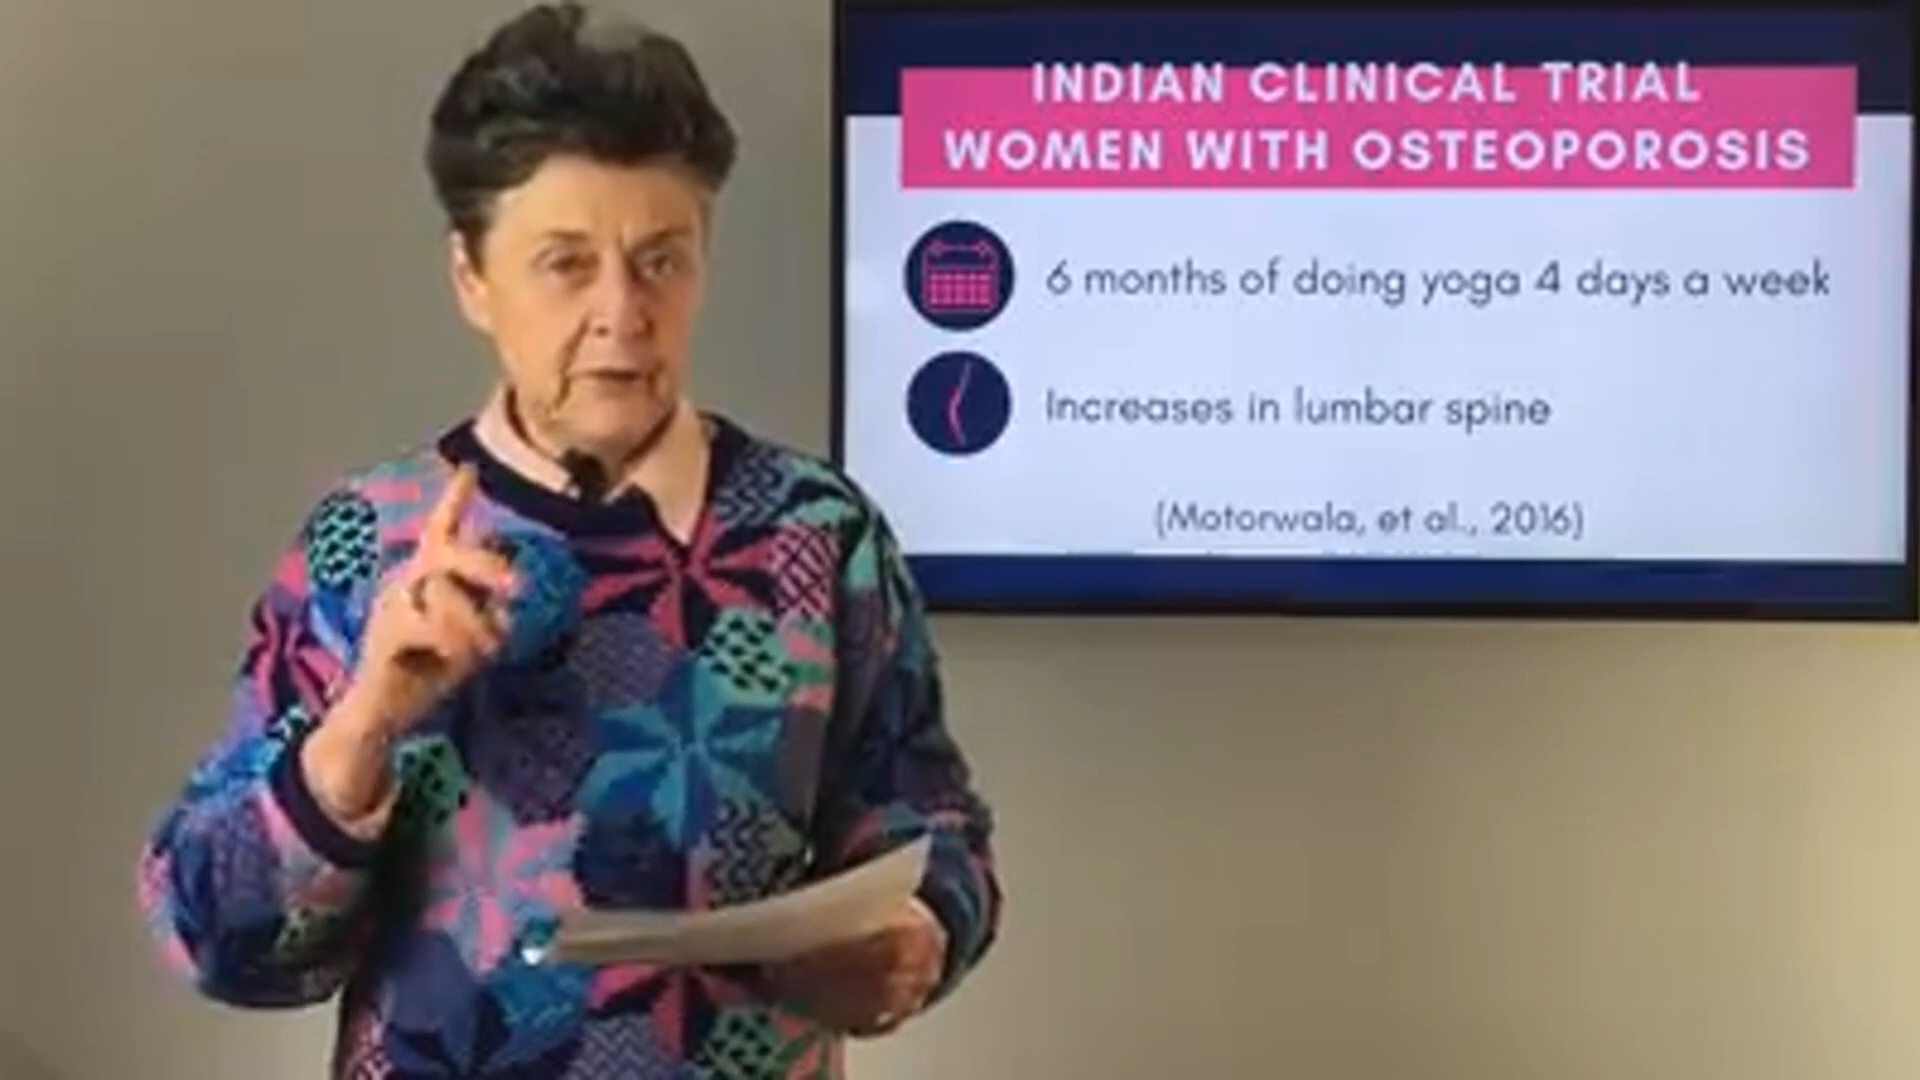 INDIAN CLINICAL TRIAL
WOMEN WITH OSTEOPOROSIS
6 months of doing yoga 4 days a week
Increases in lumbar spine
(Motorwala, et al., 2016)